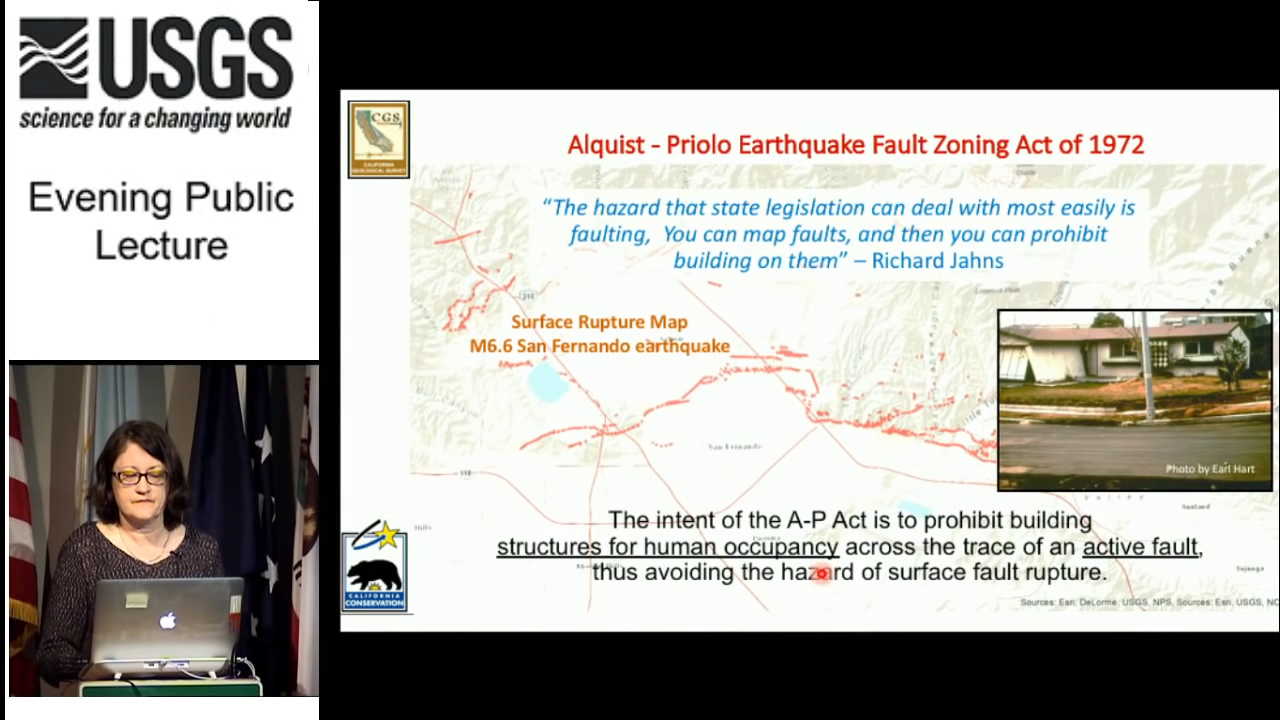 USGS
science for a changing world
Evening Public
Lecture
CGS
CALIFORNIA
GEOLOGICAL SURVEY
Alquist - Priolo Earthquake Fault Zoning Act of 1972
“The hazard that state legislation can deal with most easily is
faulting, You can map faults, and then you can prohibit
building on them” – Richard Jahns
Surface Rupture Map
M6.6 San Fernando earthquake
San Fernando
118
Photo by Earl Hart
Valley
Sunland
Hills
Tujunga
The intent of the A-P Act is to prohibit building
structures for human occupancy across the trace of an active fault,
thus avoiding the hazard of surface fault rupture.
CALIFORNIA
CONSERVATION
Sources: Esri, DeLorme, USGS, NPS, Sources: Esri, USGS, NO